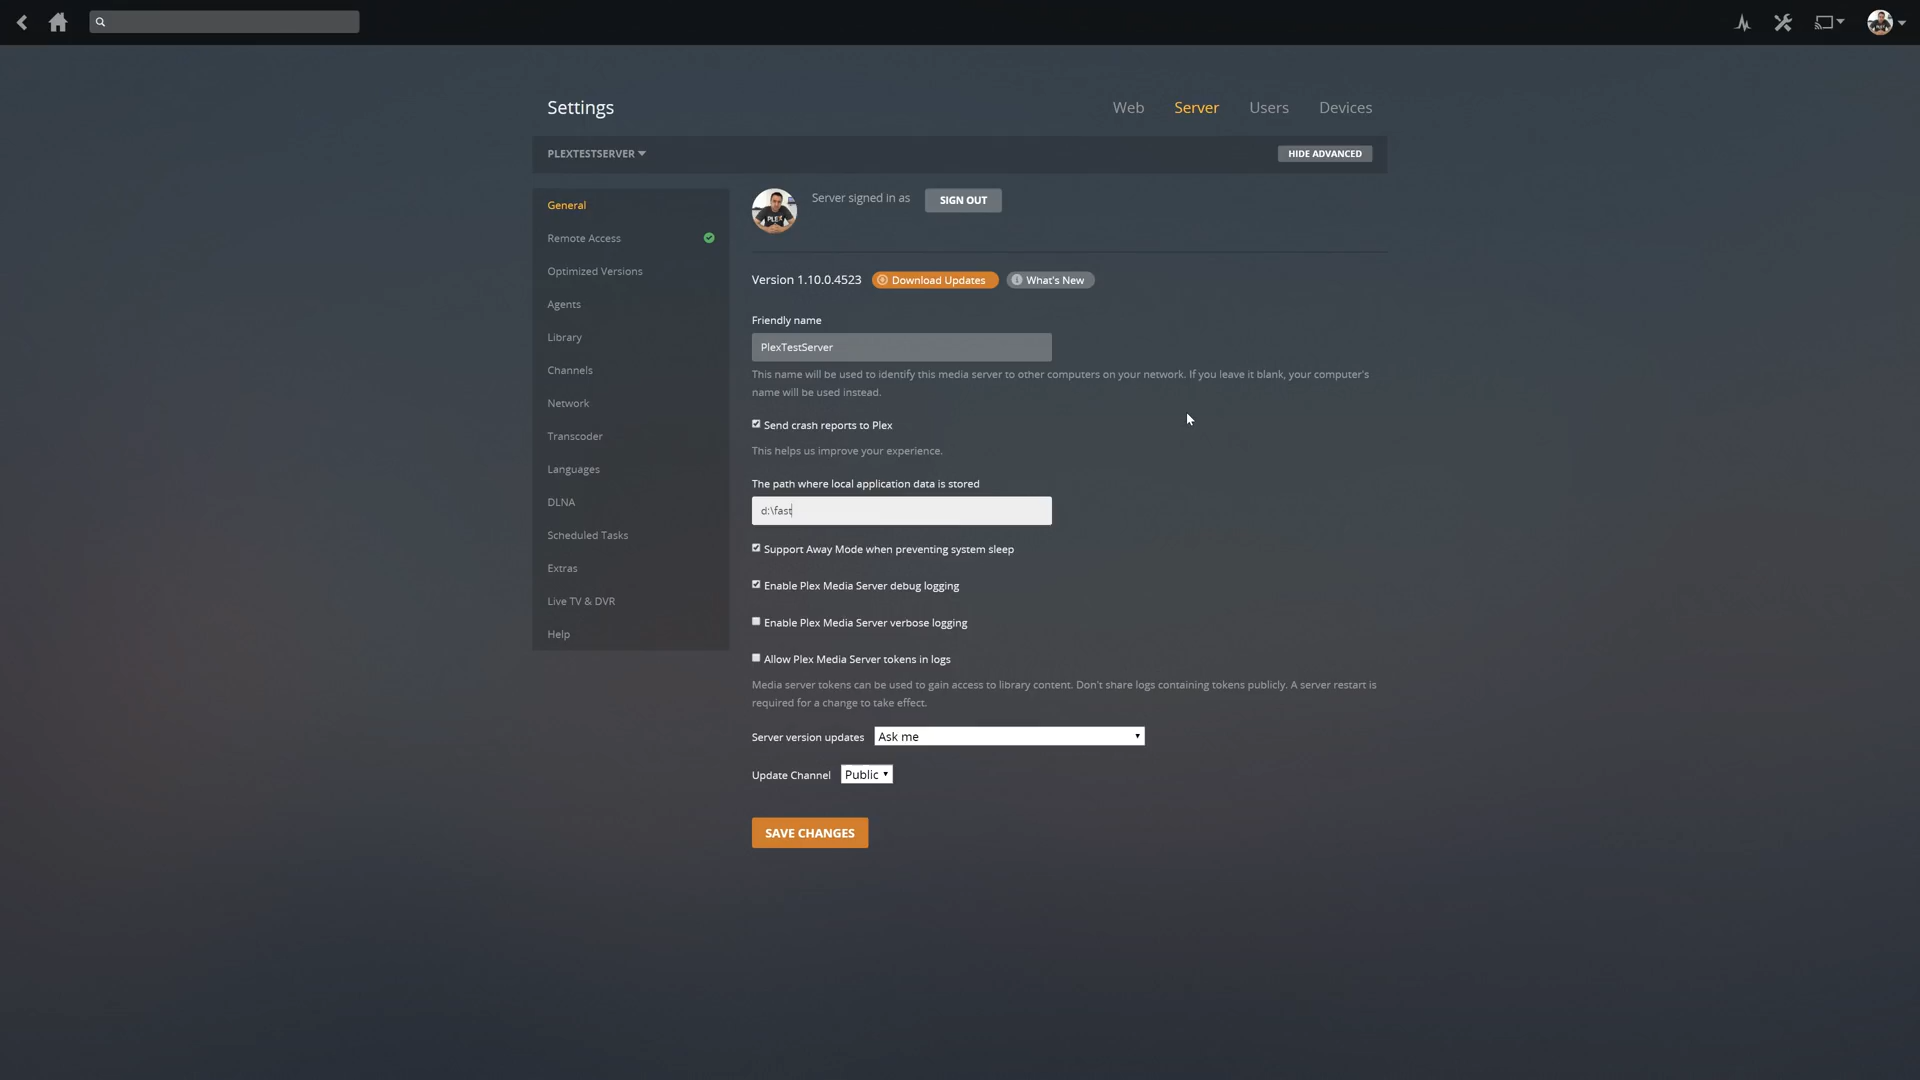 Settings
Web Server Users Devices
PLEXTESTSERVER
HIDE ADVANCED
General
Remote Access
Optimized Versions
Agents
Library
Channels
Network
Transcoder
Languages
DLNA
Scheduled Tasks
Extras
Live TV & DVR
Help
PLEX
Server signed in as
SIGN OUT
Version 1.10.0.4523
Download Updates
What's New
Friendly name
PlexTestServer
This name will be used to identify this media server to other computers on your network. If you leave it blank, your computer's
name will be used instead.
Send crash reports to Plex
This helps us improve your experience.
The path where local application data is stored
d:\fast
Support Away Mode when preventing system sleep
Enable Plex Media Server debug logging
Enable Plex Media Server verbose logging
Allow Plex Media Server tokens in logs
Media server tokens can be used to gain access to library content. Don't share logs containing tokens publicly. A server restart is
required for a change to take effect.
Server version updates Ask me
Update Channel Public
SAVE CHANGES